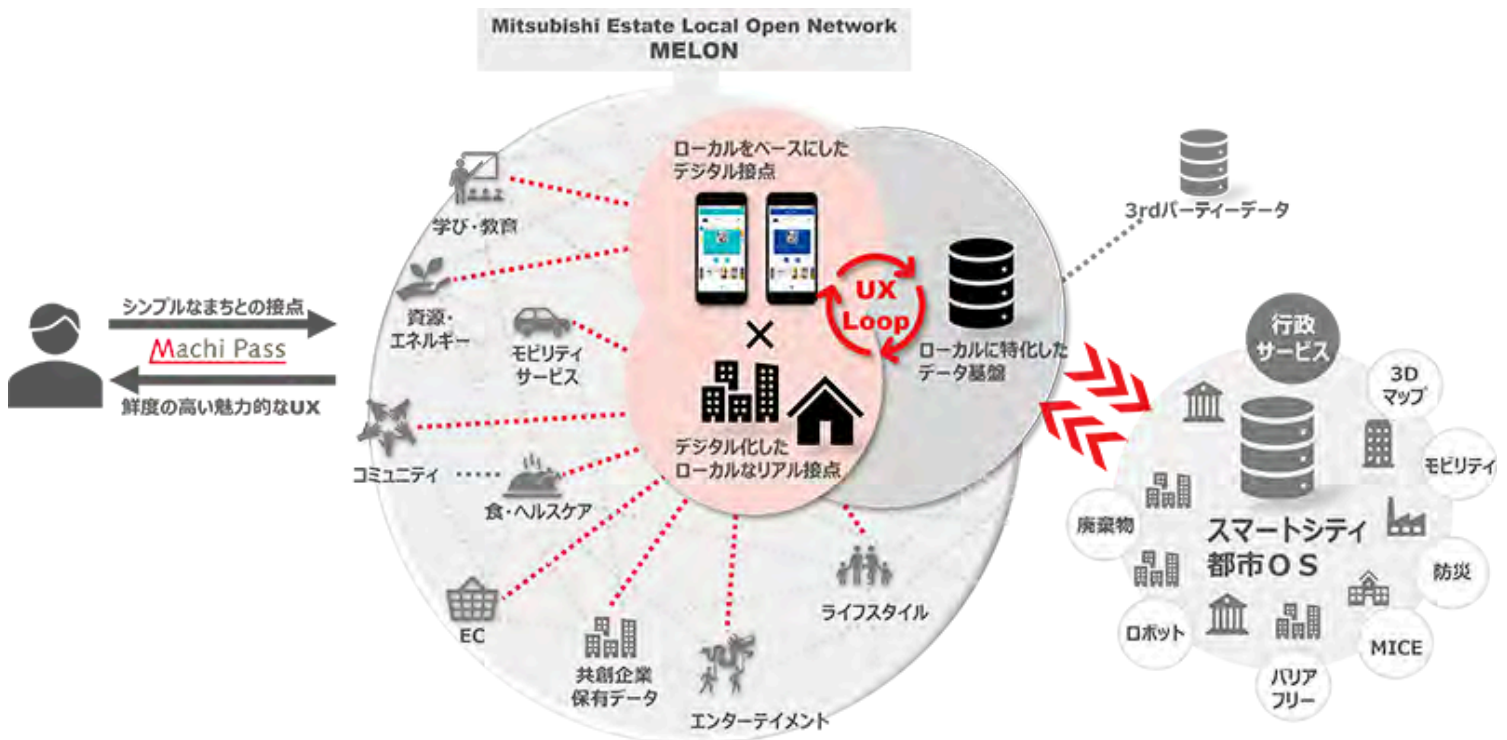 Mitsubishi Estate Local Open Network
MELON
ローカルをベースにした
デジタル接点
学び・教育
資源・
エネルギー
モビリティ
サービス
シンプルなまちとの接点
Machi Pass
鮮度の高い魅力的なUX
UX
Loop
×
ローカルに特化した
データ基盤
デジタル化した
ローカルなリアル接点
コミュニティ
食・ヘルスケア
EC
共創企業
保有データ
エンターテイメント
ライフスタイル
3rdパーティーデータ
行政
サービス
3D
マップ
モビリティ
廃棄物
スマートシティ
都市OS
防災
ロボット
MICE
バリア
フリー